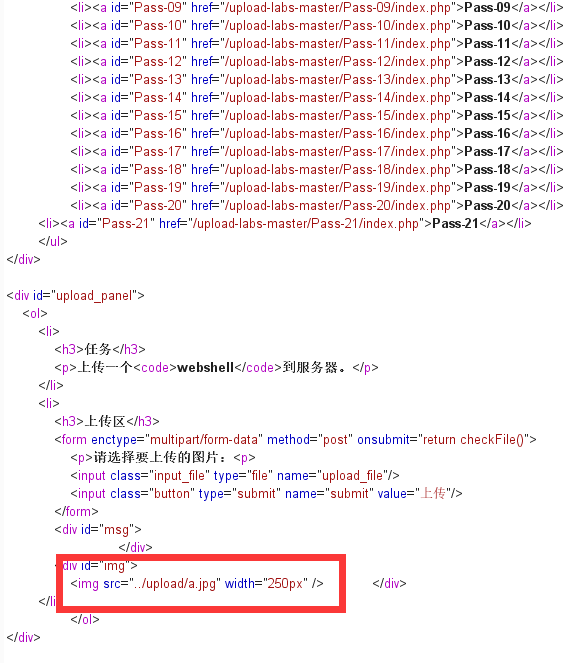 <li><a id="Pass-09" href="/upload-labs-master/Pass-09/index.php">Pass-09</a></li>
<li><a id="Pass-10" href="/upload-labs-master/Pass-10/index.php">Pass-10</a></li>
<li><a id="Pass-11" href="/upload-labs-master/Pass-11/index.php">Pass-11</a></li>
<li><a id="Pass-12" href="/upload-labs-master/Pass-12/index.php">Pass-12</a></li>
<li><a id="Pass-13" href="/upload-labs-master/Pass-13/index.php">Pass-13</a></li>
<li><a id="Pass-14" href="/upload-labs-master/Pass-14/index.php">Pass-14</a></li>
<li><a id="Pass-15" href="/upload-labs-master/Pass-15/index.php">Pass-15</a></li>
<li><a id="Pass-16" href="/upload-labs-master/Pass-16/index.php">Pass-16</a></li>
<li><a id="Pass-17" href="/upload-labs-master/Pass-17/index.php">Pass-17</a></li>
<li><a id="Pass-18" href="/upload-labs-master/Pass-18/index.php">Pass-18</a></li>
<li><a id="Pass-19" href="/upload-labs-master/Pass-19/index.php">Pass-19</a></li>
<li><a id="Pass-20" href="/upload-labs-master/Pass-20/index.php">Pass-20</a></li>
<li><a id="Pass-21" href="/upload-labs-master/Pass-21/index.php">Pass-21</a></li>
</ul>
</div>
<div id="upload_panel">
<ol>
<li>
<h3>任务</h3>
<p>上传一个<code>webshell</code>到服务器。</p>
</li>
<li>
<h3>上传区</h3>
<form enctype="multipart/form-data" method="post" onsubmit="return checkFile()">
<p>请选择要上传的图片：<p>
<input class="input_file" type="file" name="upload_file"/>
<input class="button" type="submit" name="submit" value="上传"/>
</form>
<div id="msg">
</div>
<div id="img">
<img src="../upload/a.jpg" width="250px" /> </div>
</li>
</ol>
</div>